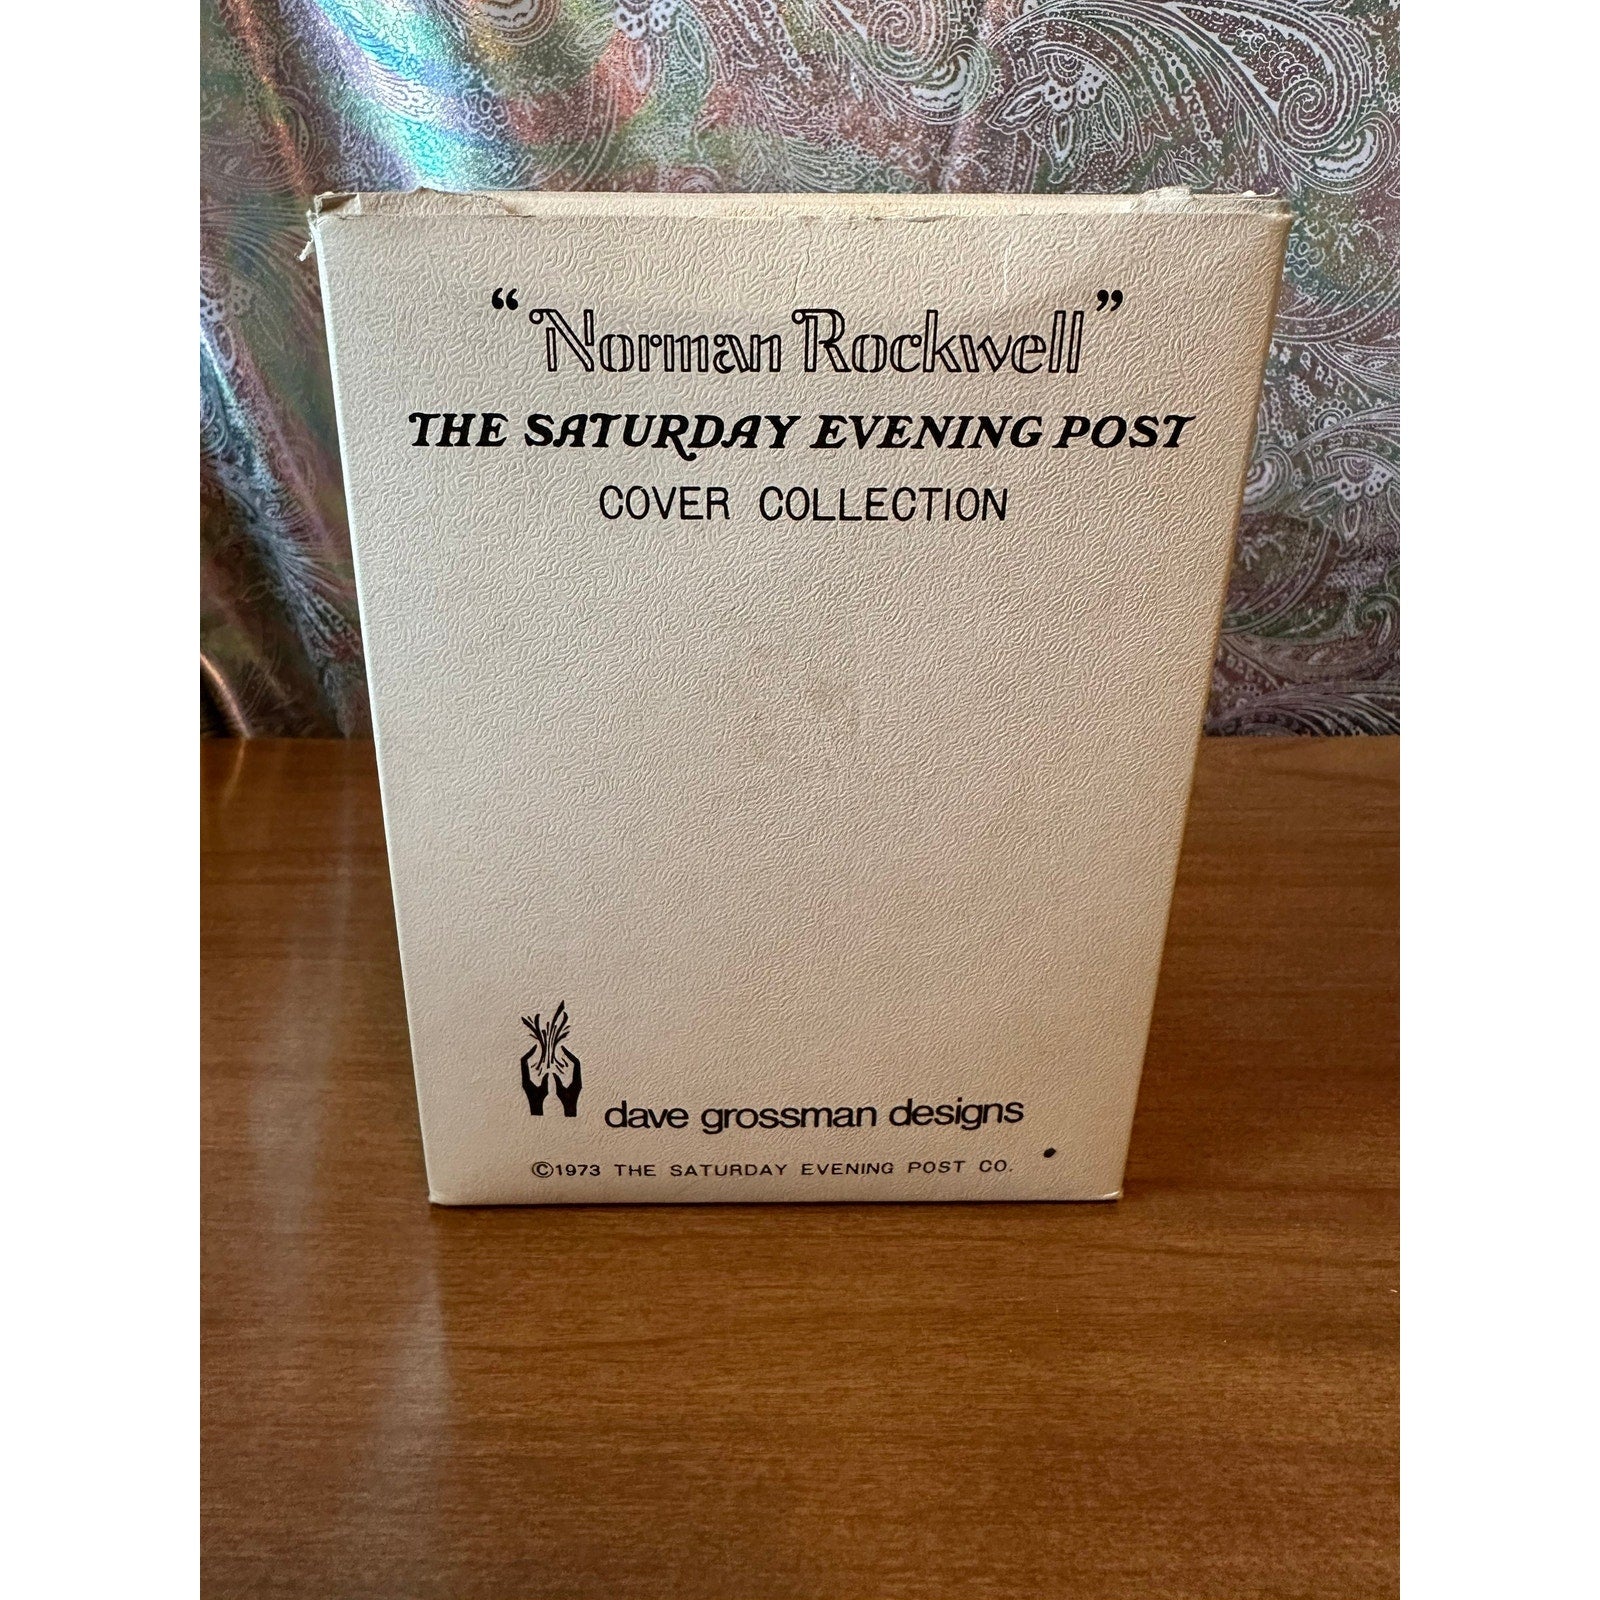 “Norman Rockwell”
THE SATURDAY EVENING POST
COVER COLLECTION
dave grossman designs
©1973 THE SATURDAY EVENING POST CO.